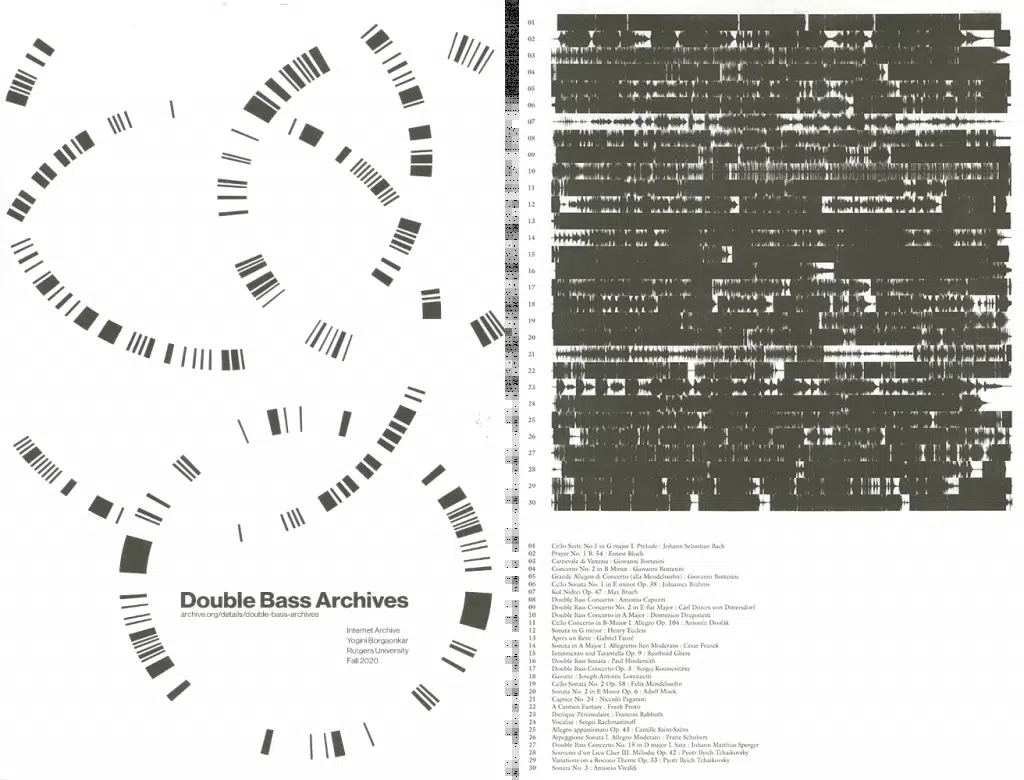 Double Bass Archives
archive.org/details/double-bass-archives
Internet Archive
Yogini Borgaonkar
Rutgers University
Fall 2020
01
02
03
04
05
06
07
08
09
10
11
12
13
14
15
16
17
18
19
20
21
22
23
24
25
26
27
28
29
30
01 Cello Suite No.1 in G major I. Prelude : Johann Sebastian Bach
02 Prayer No. 1 B. 54 : Ernest Bloch
03 Carnevale di Venezia : Giovanni Bottesini
04 Concerto No. 2 in B Minor : Giovanni Bottesini
05 Grande Allegro di Concerto (alla Mendelssohn) : Giovanni Bottesini
06 Cello Sonata No. 1 in E minor Op. 38 : Johannes Brahms
07 Kol Nidrei Op. 47 : Max Bruch
08 Double Bass Concerto : Antonio Capuzzi
09 Double Bass Concerto No. 2 in E-flat Major : Carl Ditters von Dittersdorf
10 Double Bass Concerto in A Major : Domenico Dragonetti
11 Cello Concerto in B-Minor I. Allegro Op. 104 : Antonín Dvořák
12 Sonata in G minor : Henry Eccless
13 Apres un Reve : Gabriel Fauré
14 Sonata in A Major I. Allegretto Ben Moderato : Cesar Franck
15 Intermezzo and Tarantella Op. 9 : Reinhold Gliere
16 Double Bass Sonata : Paul Hindemith
17 Double Bass Concerto Op. 3 : Sergej Koussevitzky
18 Gavotte : Joseph-Antoine Lorenzetti
19 Cello Sonata No. 2 Op. 58 : Felix Mendelssohn
20 Sonata No. 2 in E Minor Op. 6 : Adolf Misek
21 Caprice No. 24 : Niccolò Paganini
22 A Carmen Fantasy : Frank Proto
23 Iberique Péninsulaire : Francois Rabbath
24 Vocalise : Sergei Rachmaninoff
25 Allegro appassionato Op. 43 : Camille Saint-Saëns
26 Arpeggione Sonata I. Allegro Moderato : Franz Schubert
27 Double Bass Concerto No. 15 in D major I. Satz : Johann Matthias Sperger
28 Souvenir d'un Lieu Cher III. Mélodie Op. 42 : Pyotr Ilyich Tchaikovsky
29 Variations on a Rococo Theme Op. 33 : Pyotr Ilyich Tchaikovsky
30 Sonata No. 3 : Antonio Vivaldi